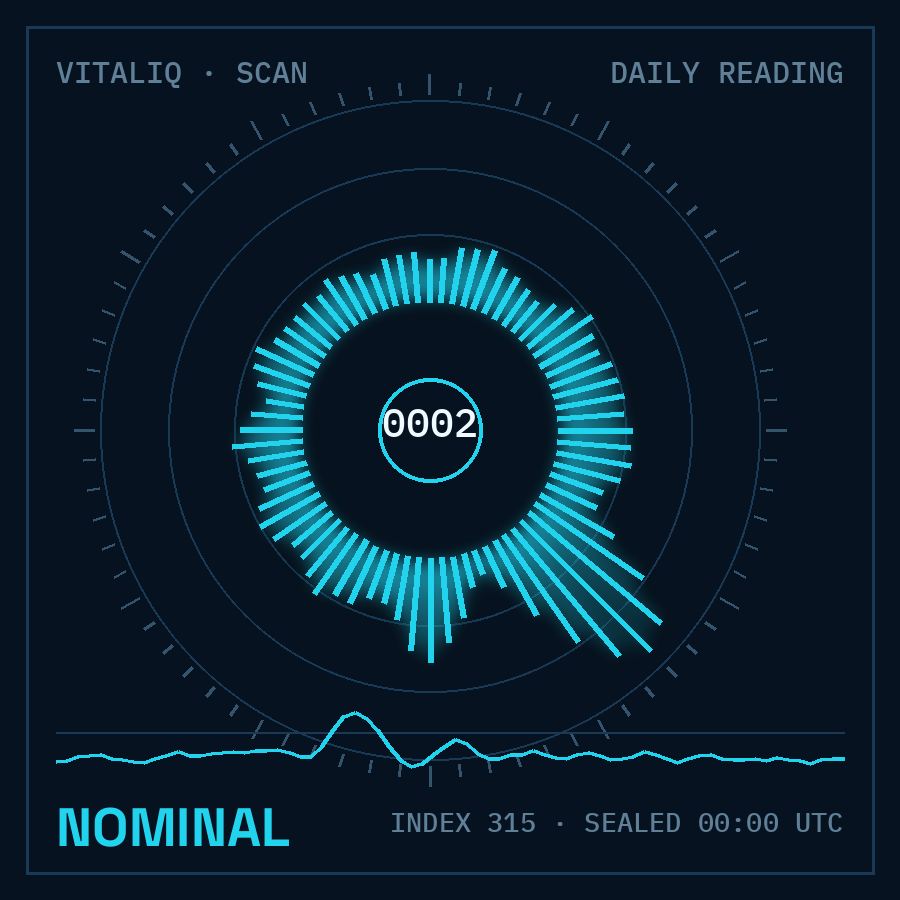 VITALIQ · SCAN
DAILY READING
0002
NOMINAL
INDEX 315 · SEALED 00:00 UTC